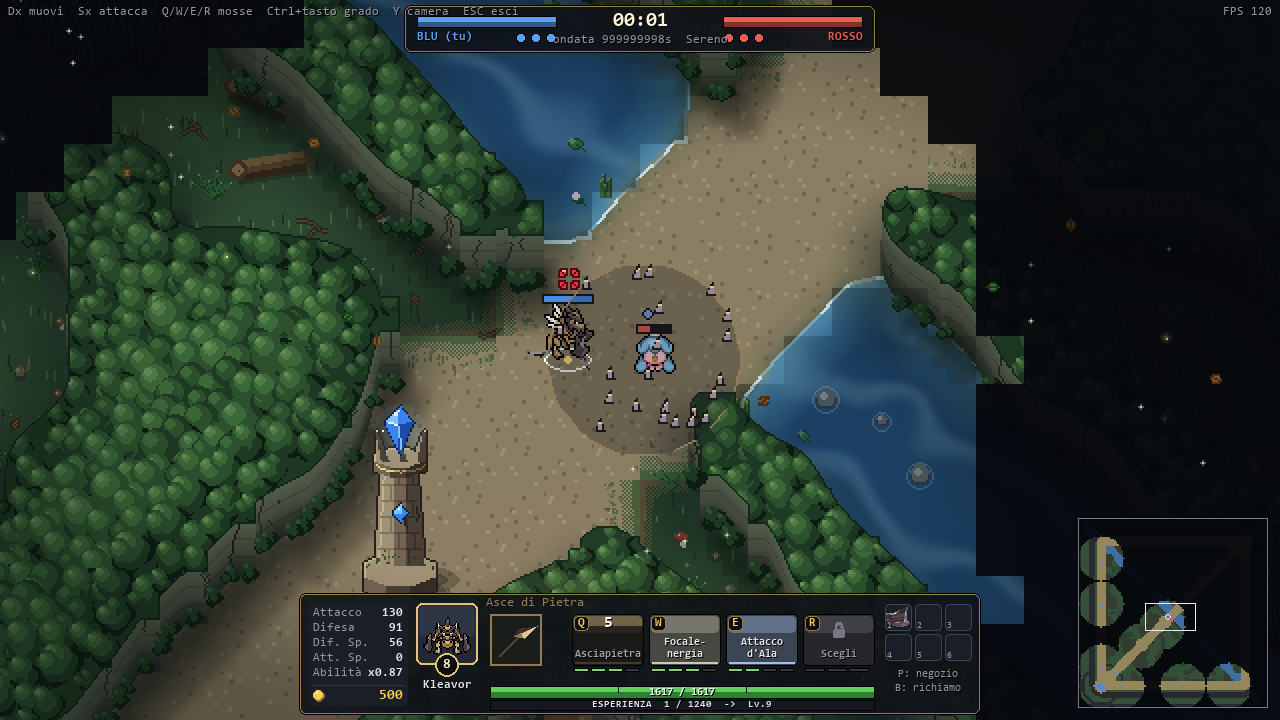 Dx muovi  Sx attacca  Q/W/E/R mosse  Ctrl+tasto grado  Y camera  ESC esci
00:01
FPS 120
BLU (tu)
ondata 999999998s  Sereno
ROSSO
Asce di Pietra
Attacco 130
Difesa 91
Dif. Sp. 56
Att. Sp. 0
Abilità x0.87
500
8
Kleavor
Q 5
Asciapietra
W
Focale-
nergia
E
Attacco
d'Ala
R
Scegli
1 2 3
4 5 6
P: negozio
B: richiamo
1617 / 1617
ESPERIENZA 1 / 1240 -> Lv.9